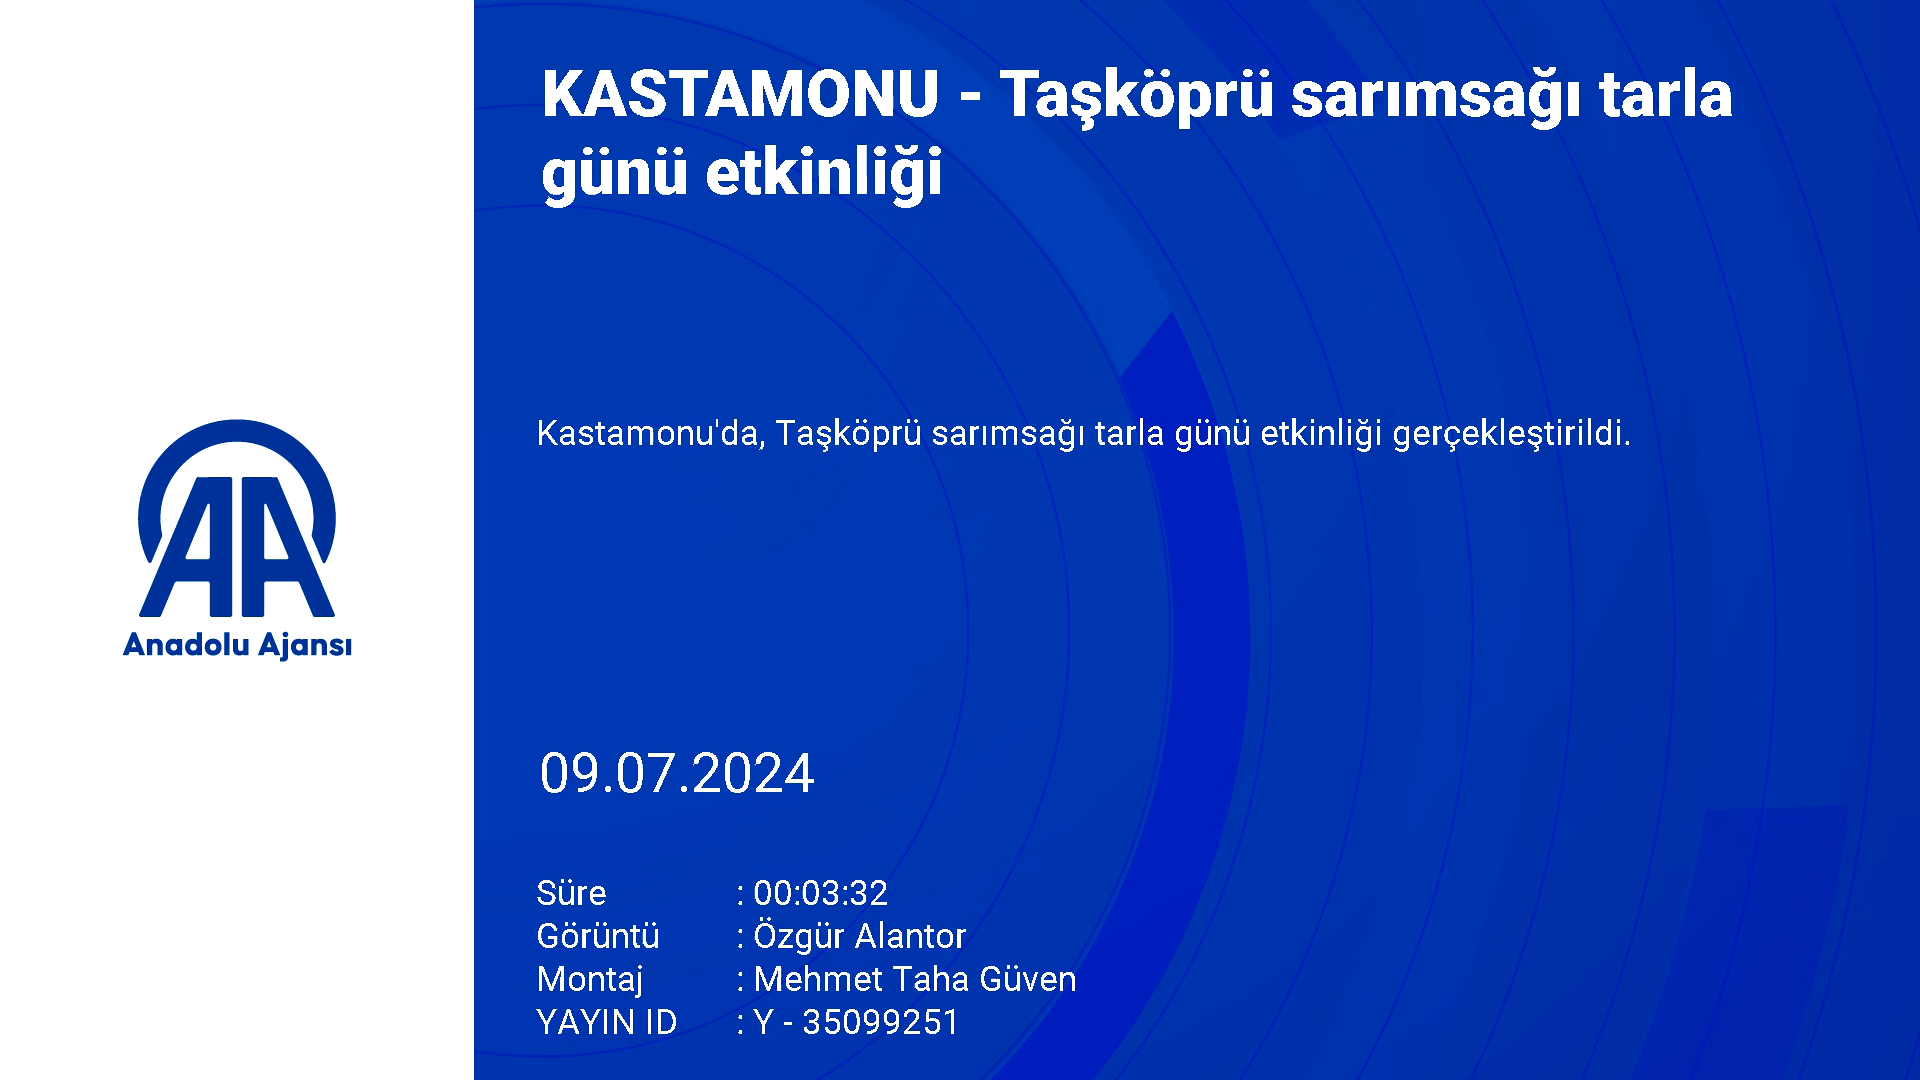 KASTAMONU - Taşköprü sarımsağı tarla
günü etkinliği
Kastamonu'da, Taşköprü sarımsağı tarla günü etkinliği gerçekleştirildi.
AA
Anadolu Ajansı
09.07.2024
Süre : 00:03:32
Görüntü : Özgür Alantor
Montaj : Mehmet Taha Güven
YAYIN ID : Y - 35099251